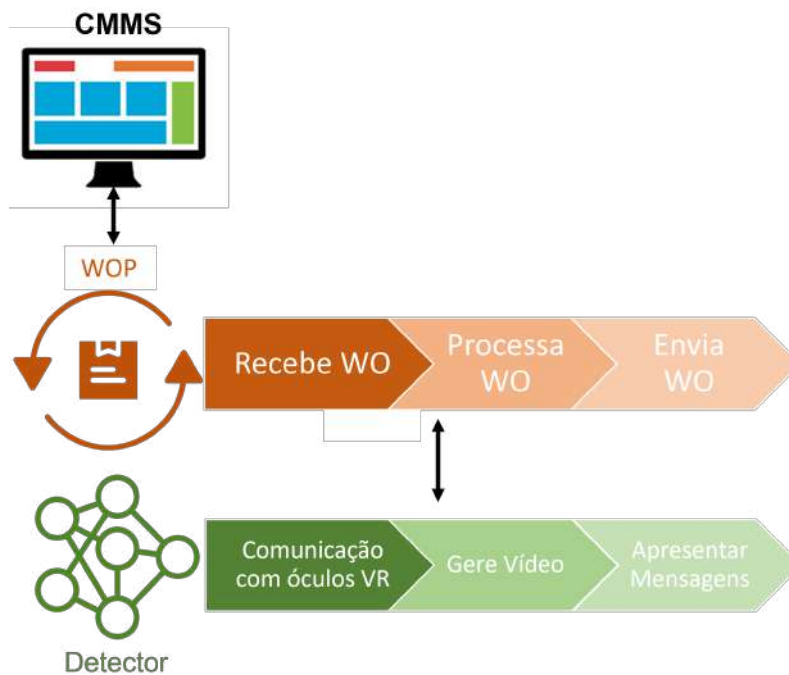 CMMS
WOP
Recebe WO
Processa
WO
Envia
WO
Comunicação
com óculos VR
Gere Vídeo
Apresentar
Mensagens
Detector